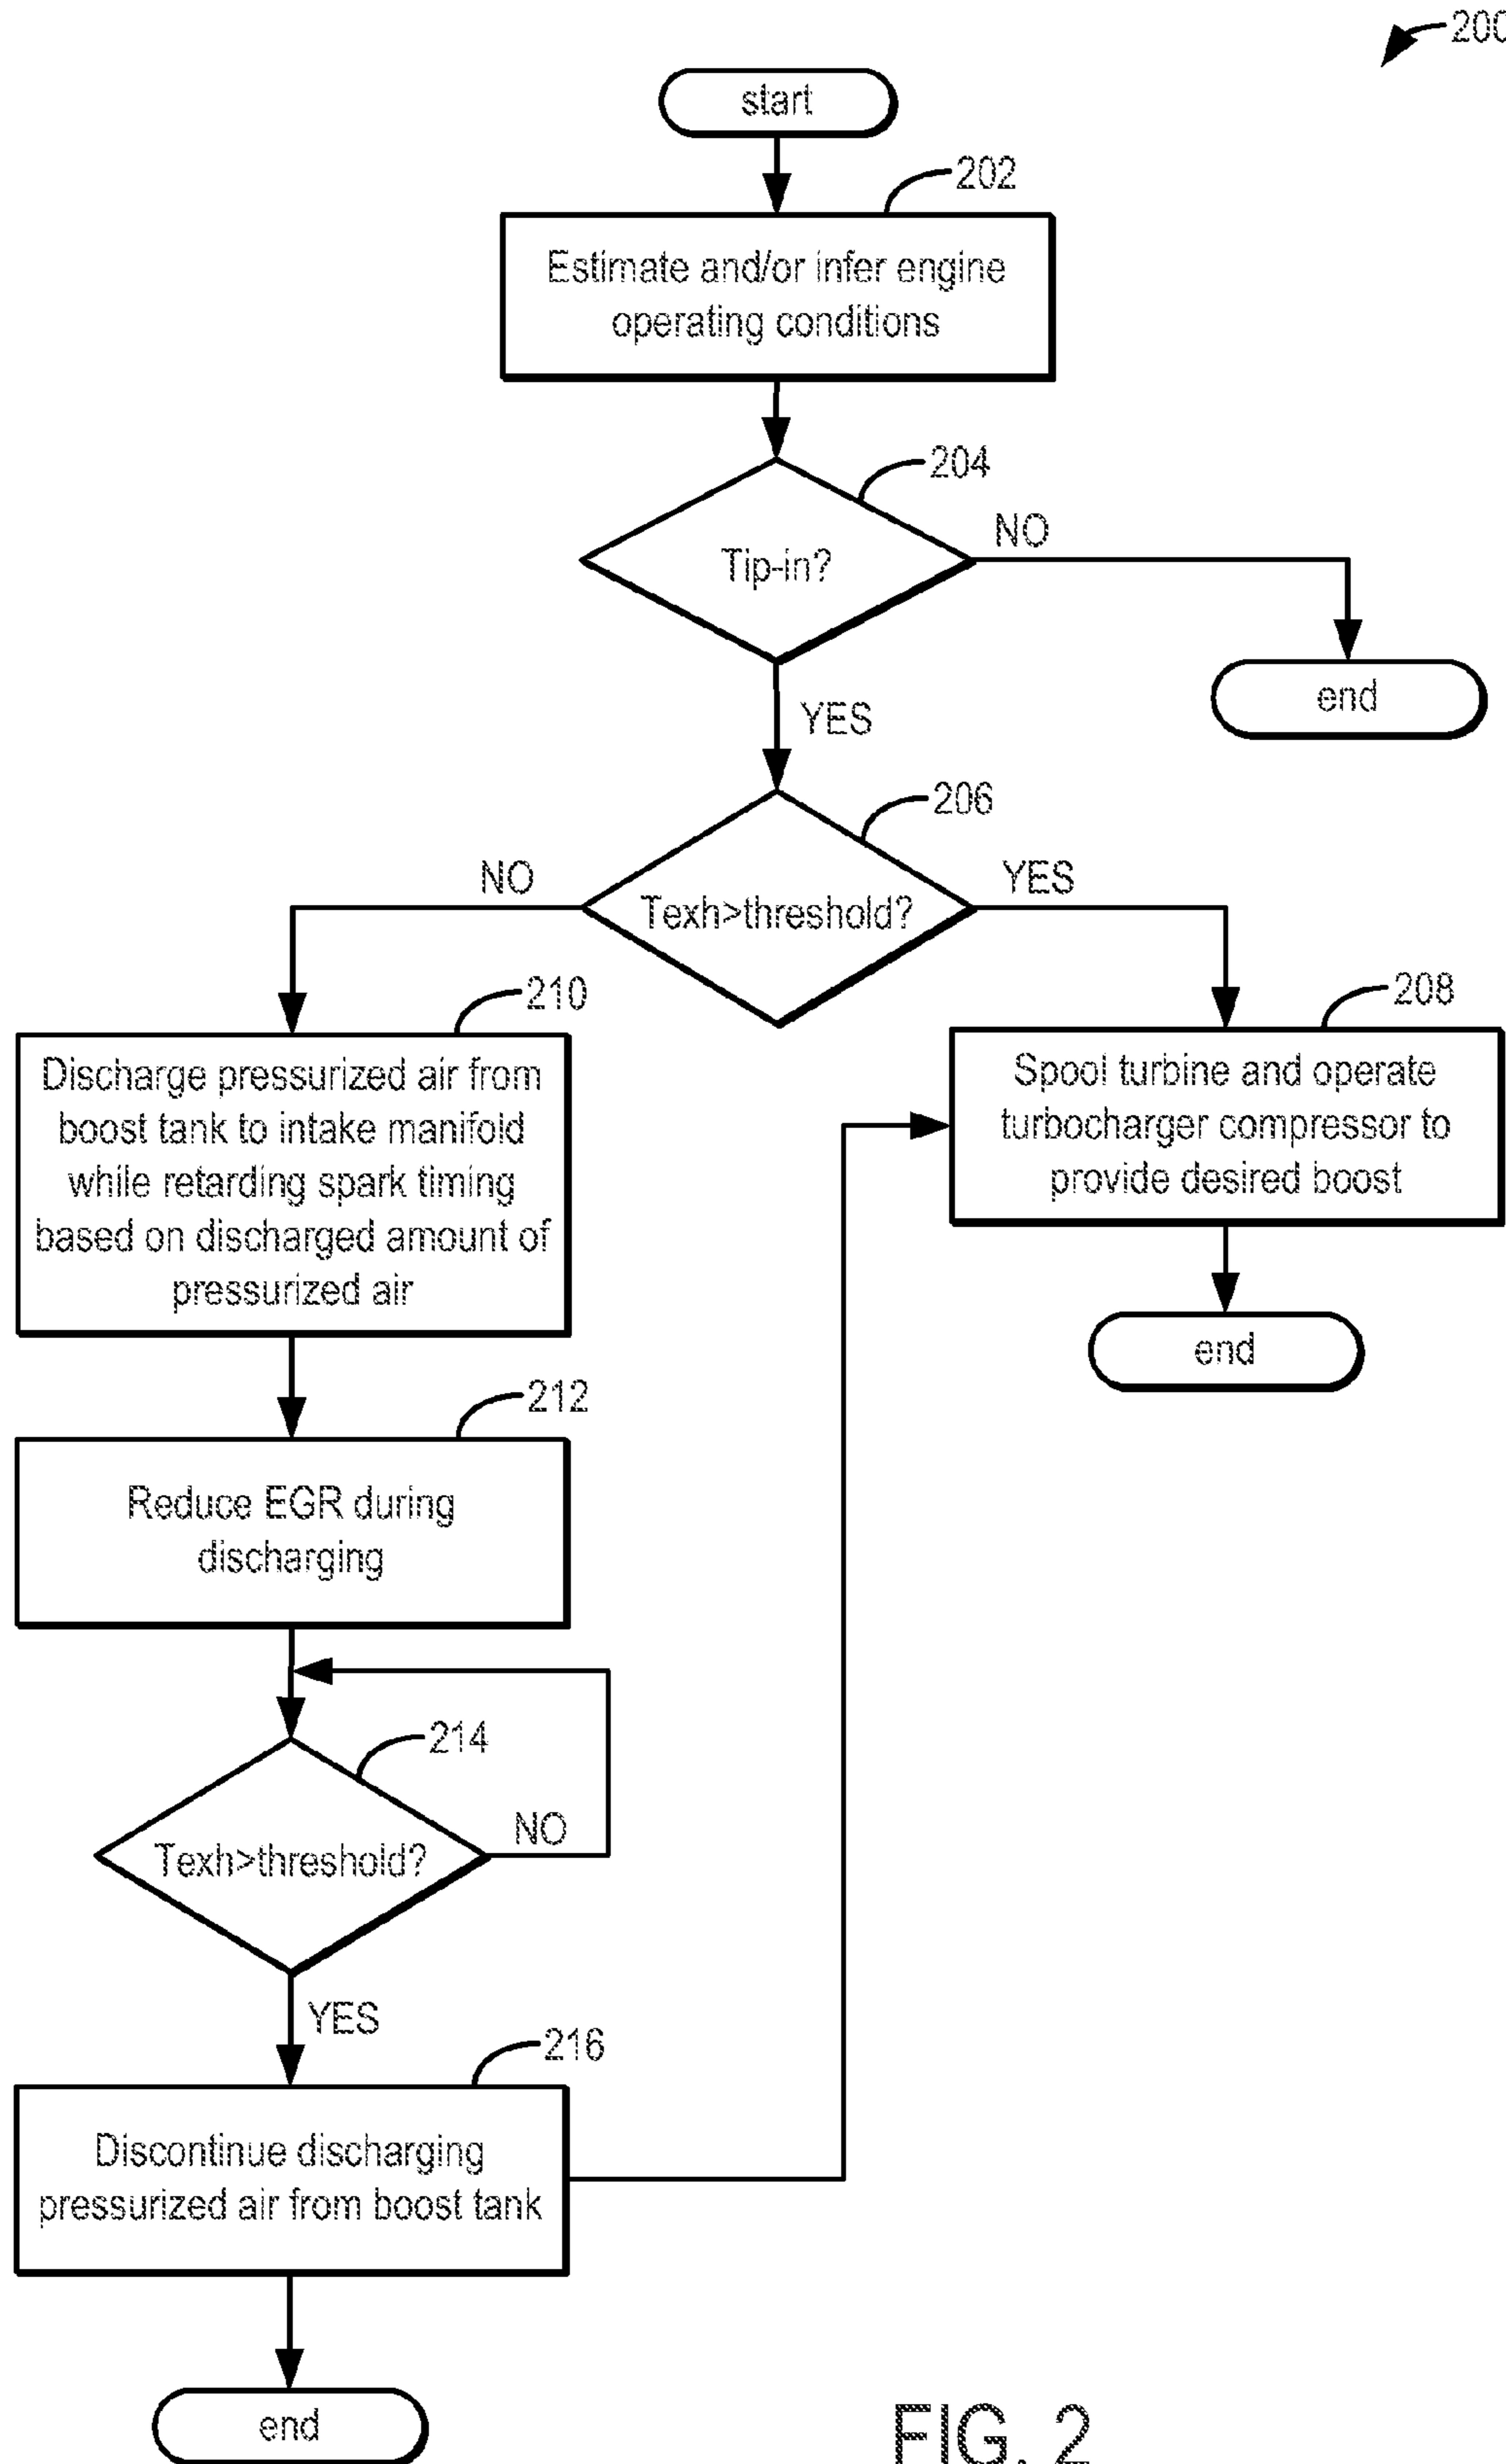 200
start
202
Estimate and/or infer engine
operating conditions
204
Tip-in?
NO
end
YES
206
NO
Texh>threshold?
YES
210
208
Discharge pressurized air from
boost tank to intake manifold
while retarding spark timing
based on discharged amount of
pressurized air
Spool turbine and operate
turbocharger compressor to
provide desired boost
end
212
Reduce EGR during
discharging
214
Texh>threshold?
NO
YES
216
Discontinue discharging
pressurized air from boost tank
end
FIG. 2